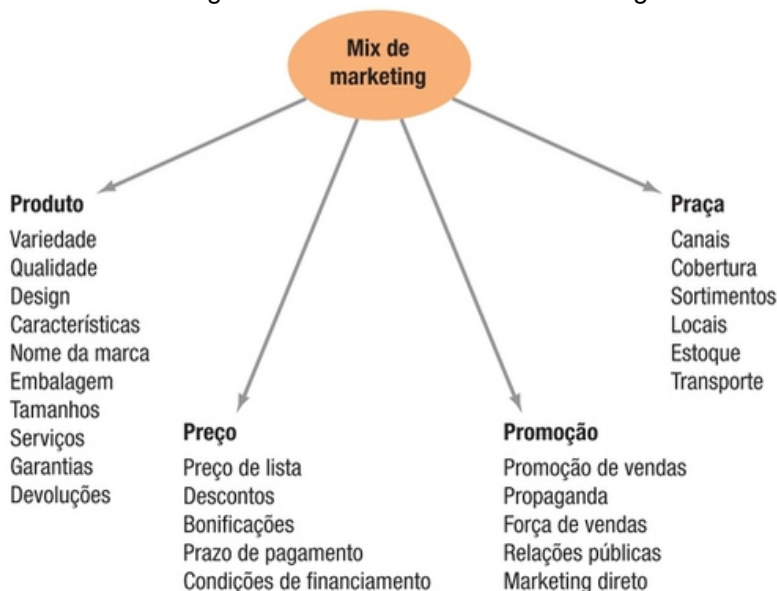 Mix de
marketing
Produto
Variedade
Qualidade
Design
Características
Nome da marca
Embalagem
Tamanhos
Serviços
Garantias
Devoluções
Preço
Preço de lista
Descontos
Bonificações
Prazo de pagamento
Condições de financiamento
Promoção
Promoção de vendas
Propaganda
Força de vendas
Relações públicas
Marketing direto
Praça
Canais
Cobertura
Sortimentos
Locais
Estoque
Transporte